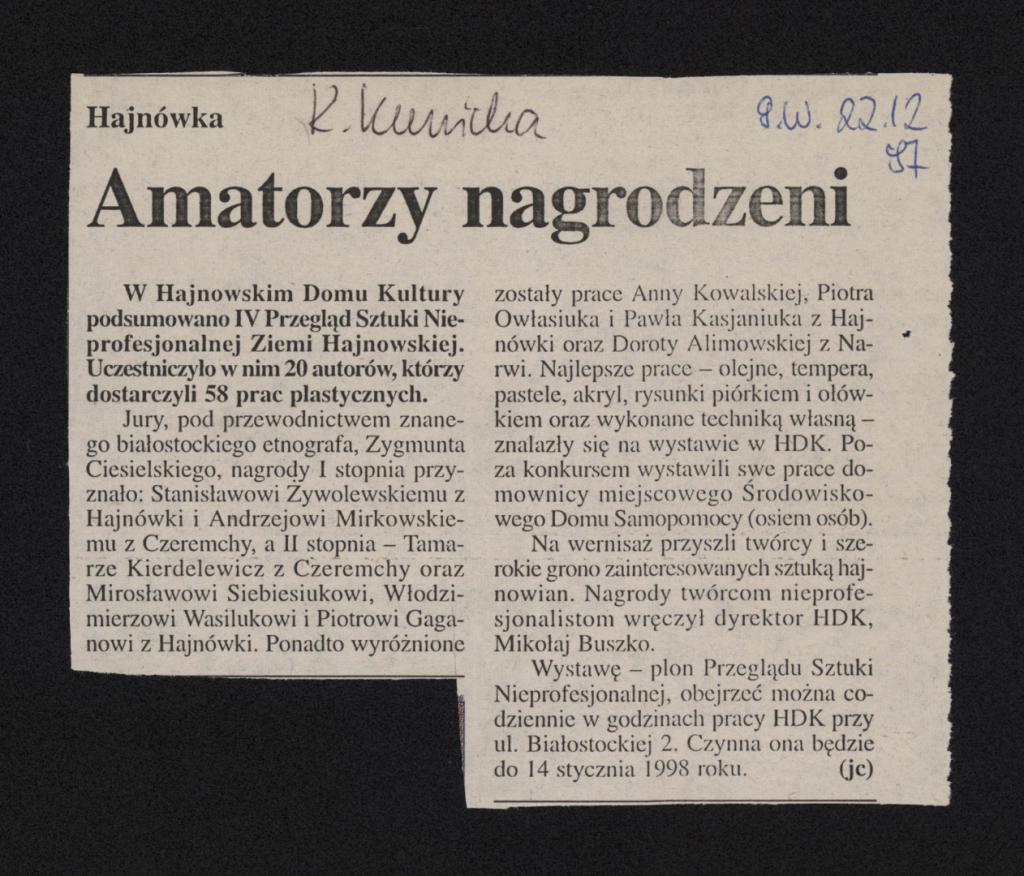 Hajnówka
K. Kunicka
g.W. 22.12
97
Amatorzy nagrodzeni
W Hajnowskim Domu Kultury
podsumowano IV Przegląd Sztuki Nie-
profesjonalnej Ziemi Hajnowskiej.
Uczestniczyło w nim 20 autorów, którzy
dostarczyli 58 prac plastycznych.
Jury, pod przewodnictwem znane-
go białostockiego etnografa, Zygmunta
Ciesielskiego, nagrody I stopnia przy-
znało: Stanisławowi Żywolewskiemu z
Hajnówki i Andrzejowi Mirkowskie-
mu z Czeremchy, a II stopnia – Tama-
rze Kierdelewicz z Czeremchy oraz
Mirosławowi Siebiesiukowi, Włodzi-
mierzowi Wasilukowi i Piotrowi Gaga-
nowi z Hajnówki. Ponadto wyróżnione
zostały prace Anny Kowalskiej, Piotra
Owłasiuka i Pawła Kasjaniuka z Haj-
nówki oraz Doroty Alimowskiej z Na-
rwi. Najlepsze prace – olejne, tempera,
pastele, akryl, rysunki piórkiem i ołów-
kiem oraz wykonane techniką własną –
znalazły się na wystawie w HDK. Po-
za konkursem wystawili swe prace do-
mownicy miejscowego Środowisko-
wego Domu Samopomocy (osiem osób).
Na wernisaż przyszli twórcy i sze-
rokie grono zainteresowanych sztuką haj-
nowian. Nagrody twórcom nieprofe-
sjonalistom wręczył dyrektor HDK,
Mikołaj Buszko.
Wystawę – plon Przeglądu Sztuki
Nieprofesjonalnej, obejrzeć można co-
dziennie w godzinach pracy HDK przy
ul. Białostockiej 2. Czynna ona będzie
do 14 stycznia 1998 roku. (jc)